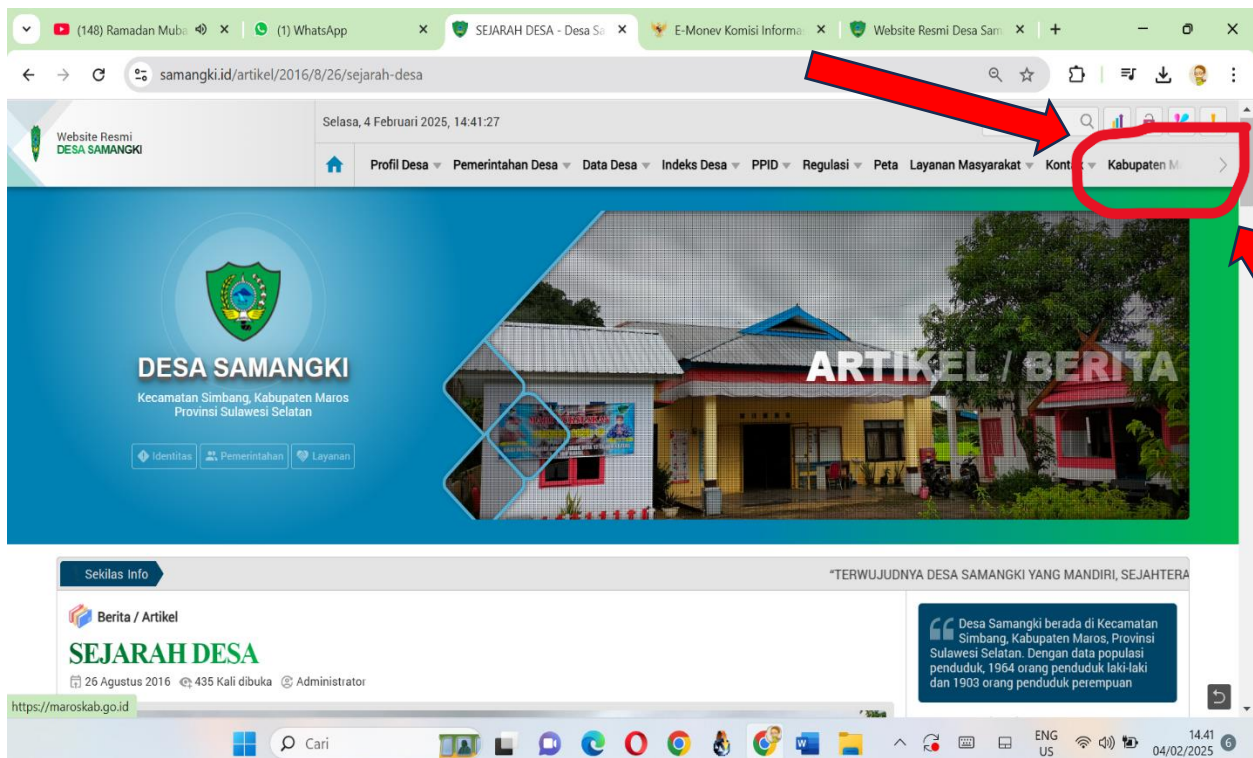 (148) Ramadan Muba
(1) WhatsApp
SEJARAH DESA - Desa Sa
E-Monev Komisi Informa
Website Resmi Desa Sam
samangki.id/artikel/2016/8/26/sejarah-desa
Website Resmi
DESA SAMANGKI
Selasa, 4 Februari 2025, 14:41:27
Profil Desa Pemerintahan Desa Data Desa Indeks Desa PPID Regulasi Peta Layanan Masyarakat Kontak Kabupaten M
DESA SAMANGKI
Kecamatan Simbang, Kabupaten Maros
Provinsi Sulawesi Selatan
Identitas Pemerintahan Layanan
ARTIKEL / BERITA
Sekilas Info
"TERWUJUDNYA DESA SAMANGKI YANG MANDIRI, SEJAHTERA
Berita / Artikel
SEJARAH DESA
26 Agustus 2016 435 Kali dibuka Administrator
Desa Samangki berada di Kecamatan
Simbang, Kabupaten Maros, Provinsi
Sulawesi Selatan. Dengan data populasi
penduduk, 1964 orang penduduk laki-laki
dan 1903 orang penduduk perempuan
https://maroskab.go.id
Cari
ENG
US
14.41
04/02/2025
6